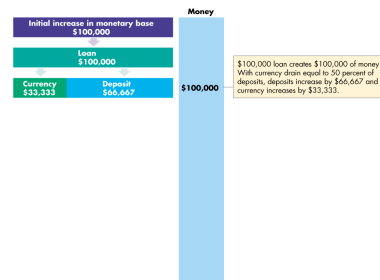 Money
Initial increase in monetary base
$100,000
Loan
$100,000
Currency
$33,333
Deposit
$66,667
$100,000
$100,000 loan creates $100,000 of money
With currency drain equal to 50 percent of
deposits, deposits increase by $66,667 and
currency increases by $33,333.